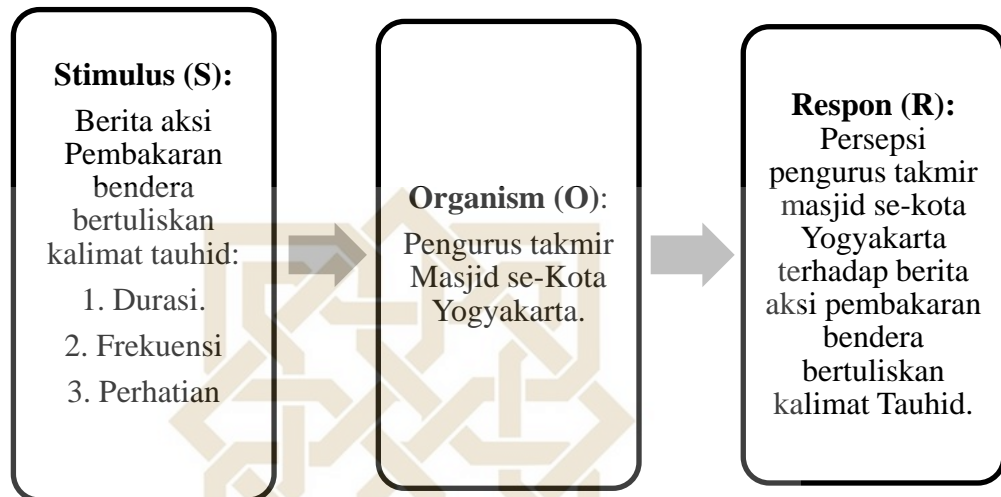 Stimulus (S):
Berita aksi
Pembakaran
bendera
bertuliskan
kalimat tauhid:
1. Durasi.
2. Frekuensi
3. Perhatian
Organism (O):
Pengurus takmir
Masjid se-Kota
Yogyakarta.
Respon (R):
Persepsi
pengurus takmir
masjid se-kota
Yogyakarta
terhadap berita
aksi pembakaran
bendera
bertuliskan
kalimat Tauhid.